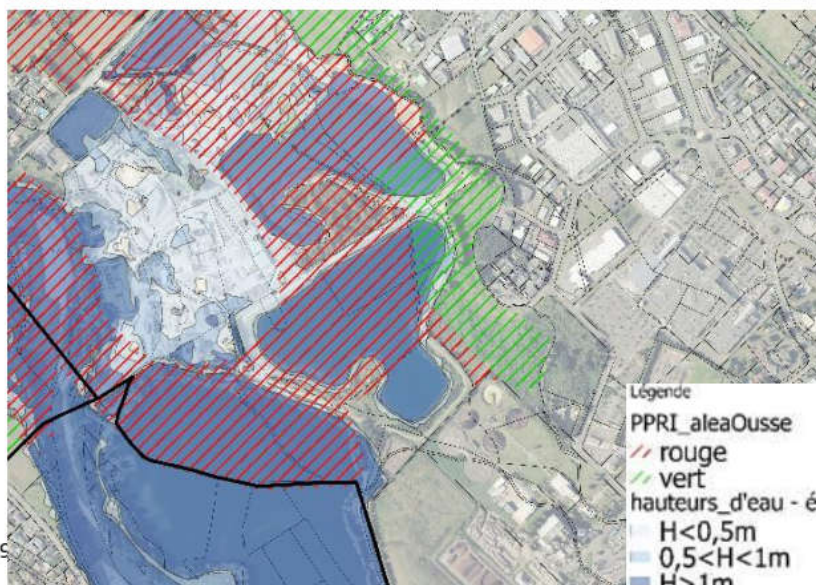 Légende
PPRI_aleaOusse
rouge
vert
hauteurs_d'eau - é
H<0,5m
0,5<H<1m
H>1m